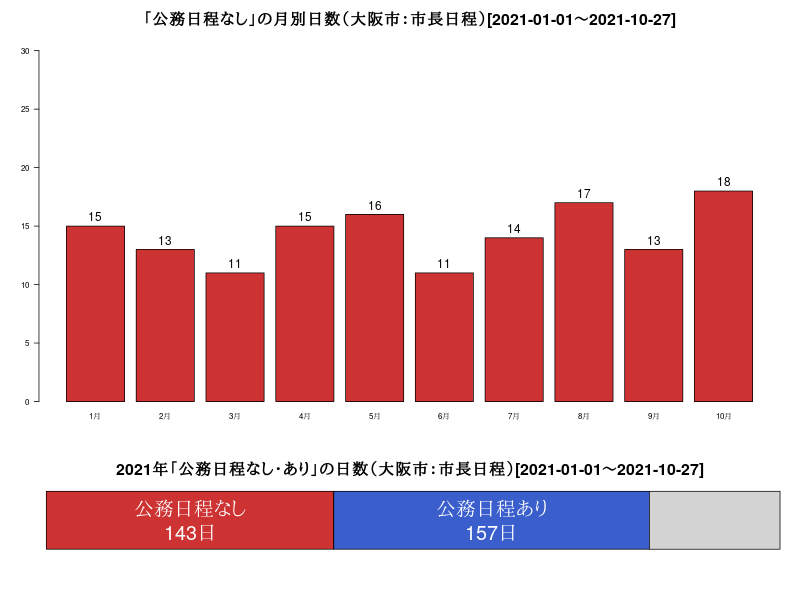 「公務日程なし」の月別日数（大阪市：市長日程）[2021-01-01～2021-10-27]
30
25
20
15
10
5
0
15
13
11
15
16
11
14
17
13
18
1月
2月
3月
4月
5月
6月
7月
8月
9月
10月
2021年「公務日程なし・あり」の日数（大阪市：市長日程）[2021-01-01～2021-10-27]
公務日程なし
143日
公務日程あり
157日